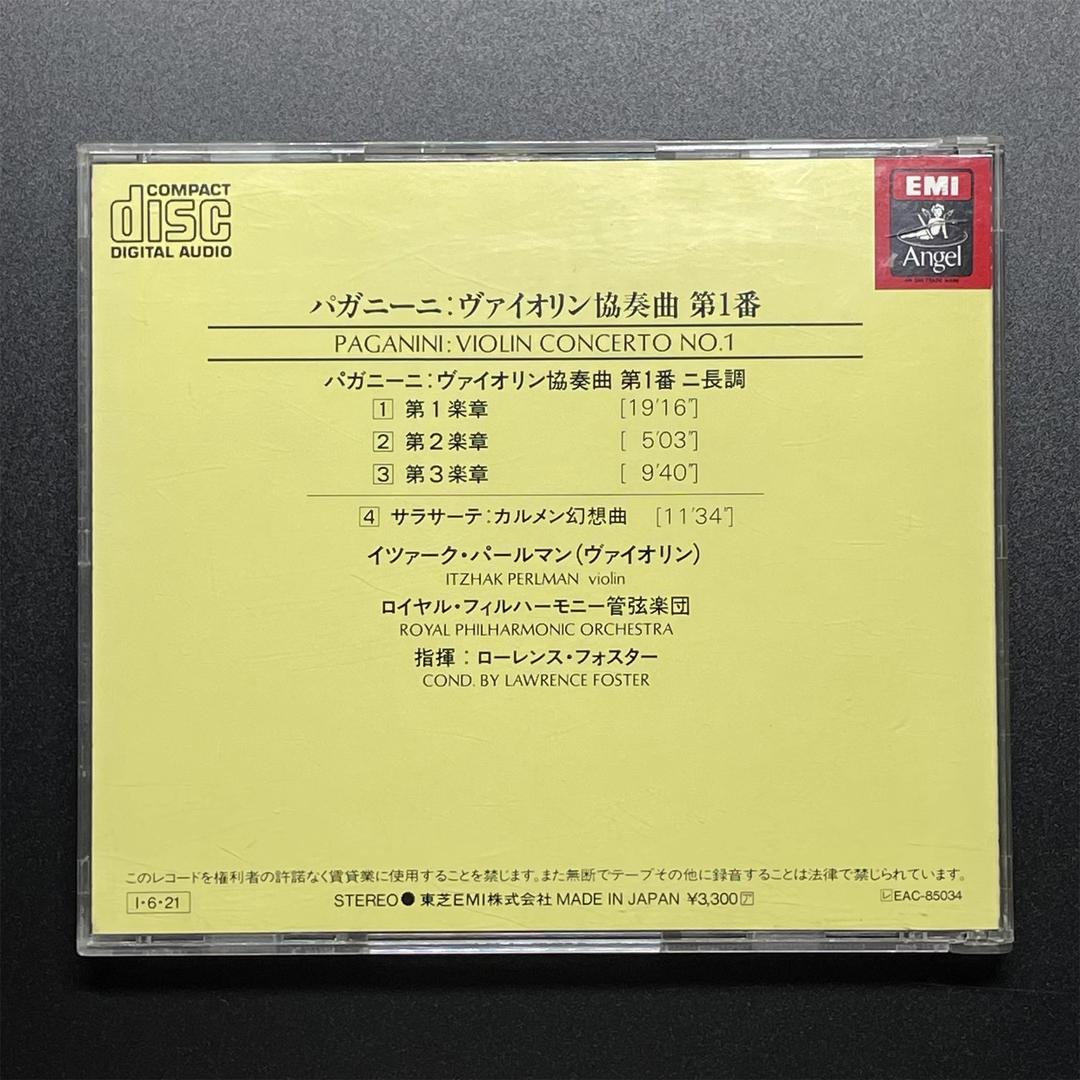 COMPACT
disc
DIGITAL AUDIO
EMI
Angel
パガニーニ:ヴァイオリン協奏曲 第1番
PAGANINI: VIOLIN CONCERTO NO.1
パガニーニ:ヴァイオリン協奏曲 第1番 ニ長調
1 第1楽章 [19'16"]
2 第2楽章 [ 5'03"]
3 第3楽章 [ 9'40"]
4 サラサーテ:カルメン幻想曲 [11'34"]
イツァーク・パールマン(ヴァイオリン)
ITZHAK PERLMAN violin
ロイヤル・フィルハーモニー管弦楽団
ROYAL PHILHARMONIC ORCHESTRA
指揮:ローレンス・フォスター
COND. BY LAWRENCE FOSTER
このレコードを権利者の許諾なく賃貸業に使用することを禁じます。また無断でテープその他に録音することは法律で禁じられています。
I・6・21 STEREO● 東芝EMI株式会社 MADE IN JAPAN ¥3,300 ア レ EAC-85034